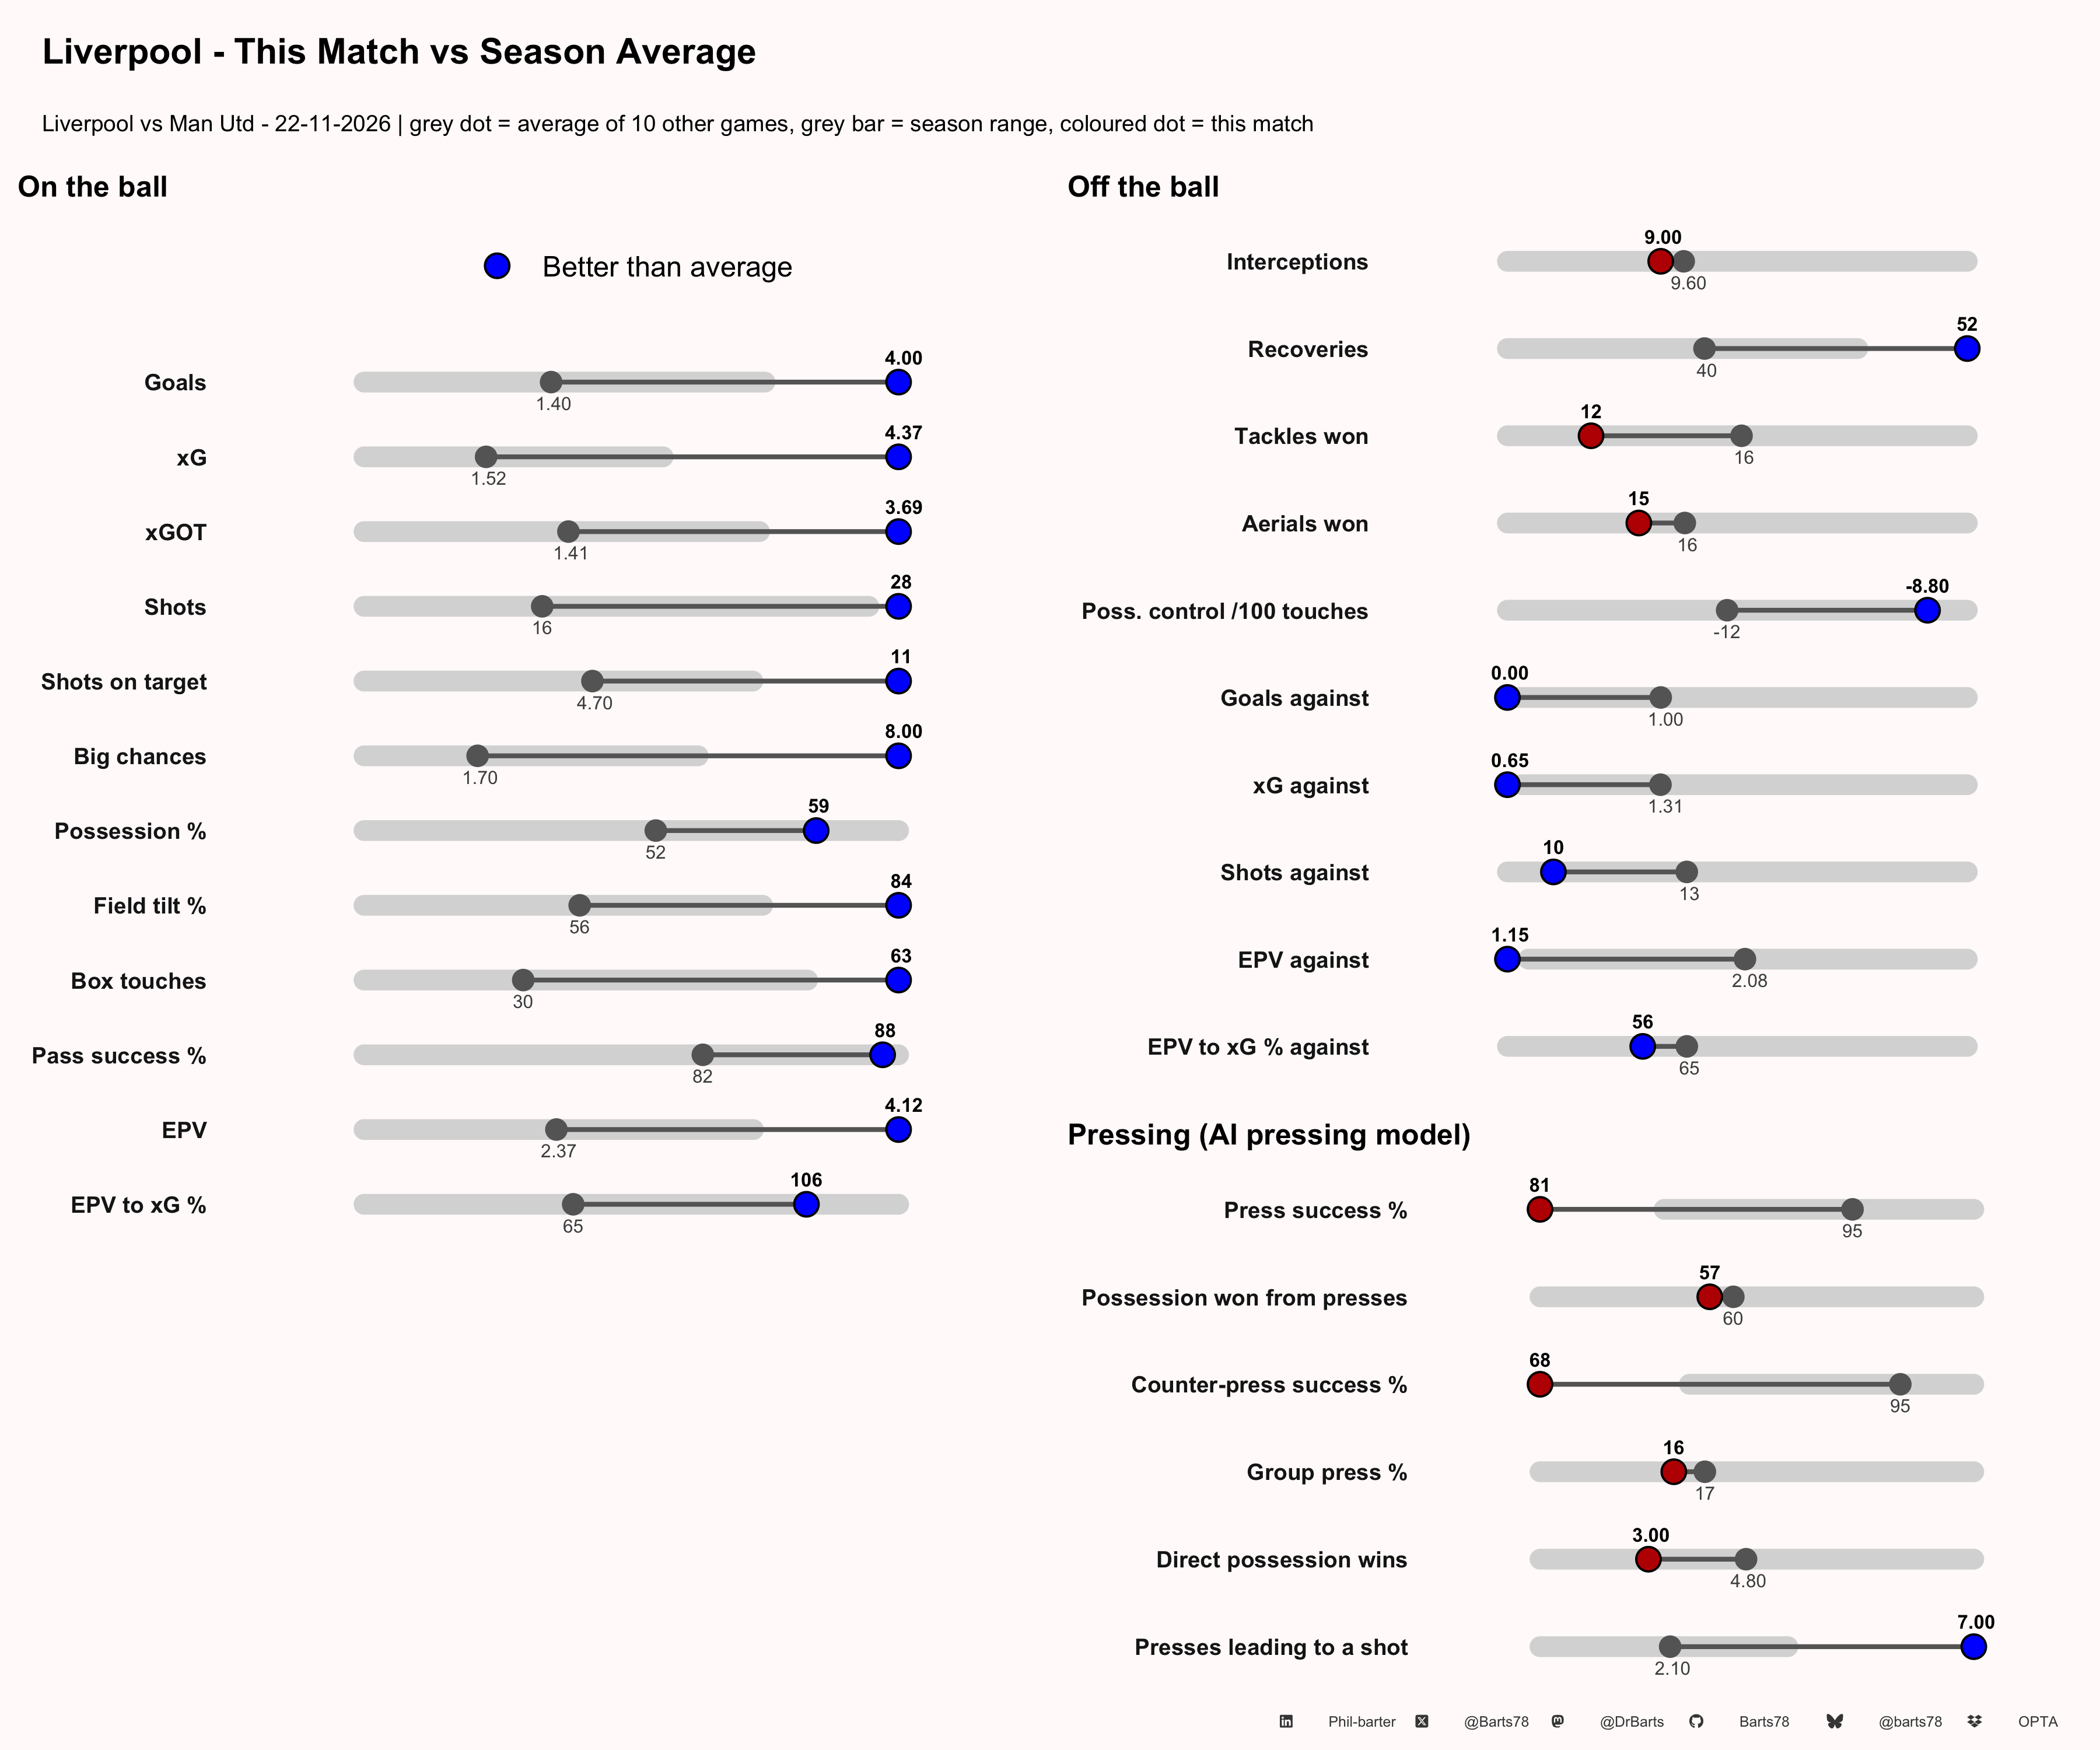 Liverpool - This Match vs Season Average
Liverpool vs Man Utd - 22-11-2026 | grey dot = average of 10 other games, grey bar = season range, coloured dot = this match
On the ball
Better than average
Goals
4.00
1.40
xG
4.37
1.52
xGOT
3.69
1.41
Shots
28
16
Shots on target
11
4.70
Big chances
8.00
1.70
Possession %
59
52
Field tilt %
84
56
Box touches
63
30
Pass success %
88
82
EPV
4.12
2.37
EPV to xG %
106
65
Off the ball
Interceptions
9.00
9.60
Recoveries
52
40
Tackles won
12
16
Aerials won
15
16
Poss. control /100 touches
-8.80
-12
Goals against
0.00
1.00
xG against
0.65
1.31
Shots against
10
13
EPV against
1.15
2.08
EPV to xG % against
56
65
Pressing (AI pressing model)
Press success %
81
95
Possession won from presses
57
60
Counter-press success %
68
95
Group press %
16
17
Direct possession wins
3.00
4.80
Presses leading to a shot
7.00
2.10
Phil-barter @Barts78 @DrBarts Barts78 @barts78 OPTA